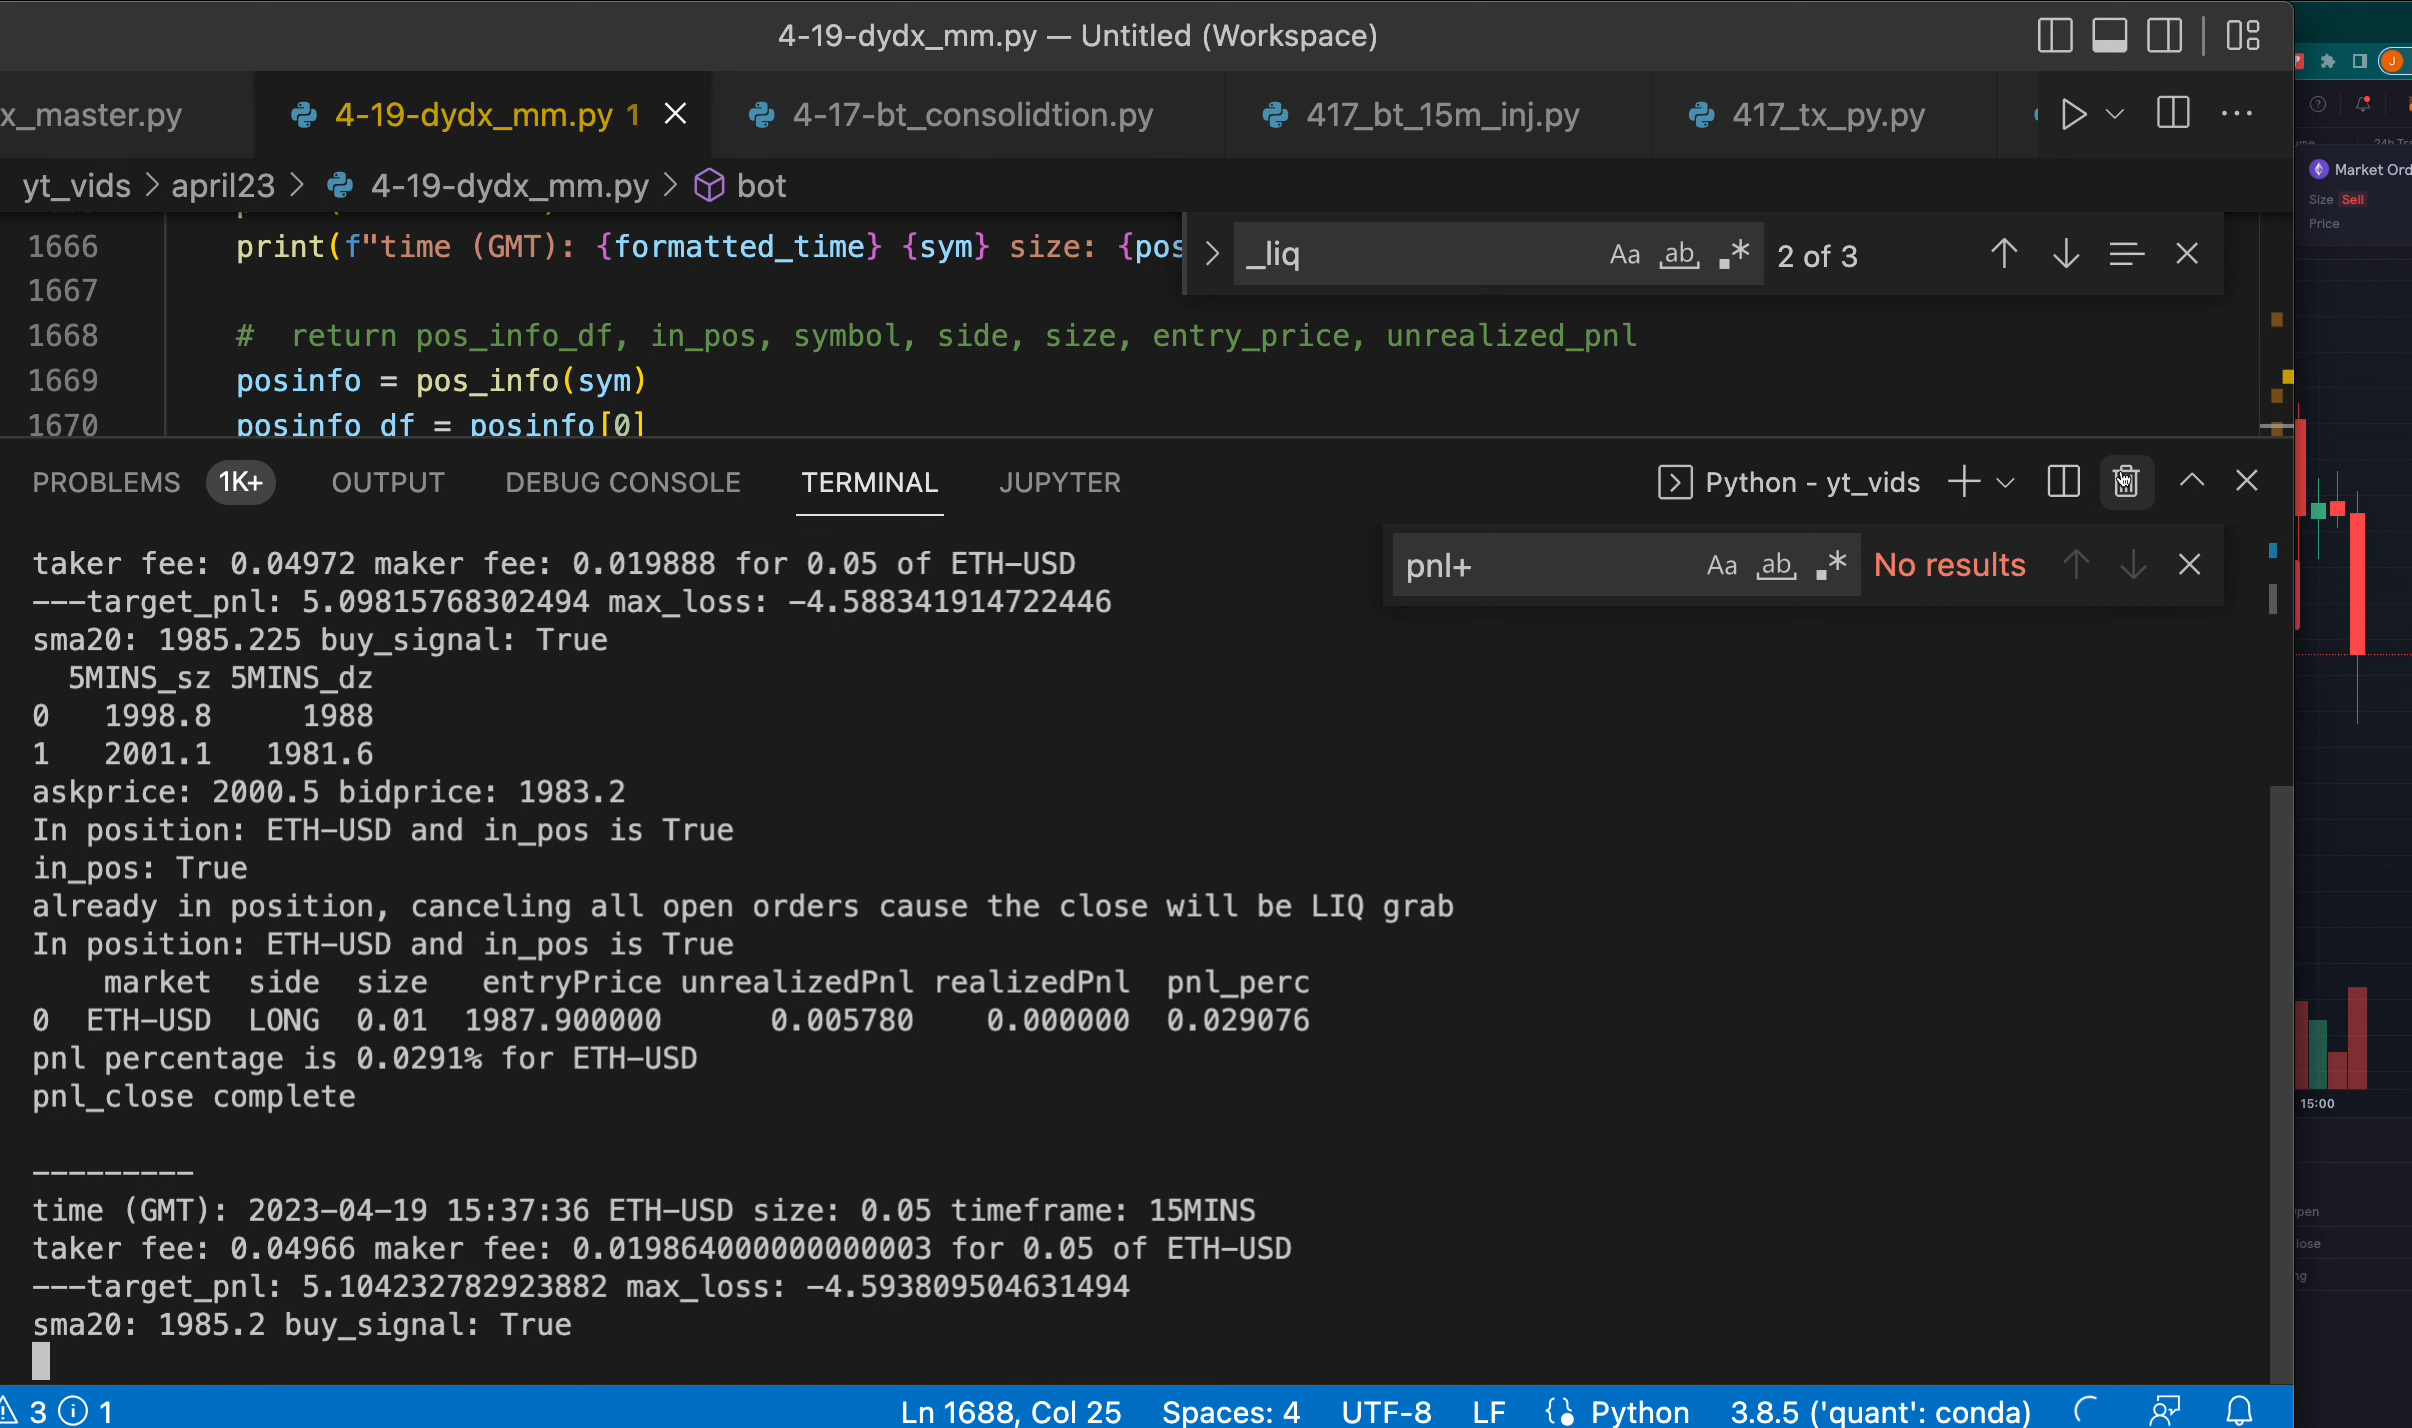 4-19-dydx_mm.py — Untitled (Workspace)
x_master.py
4-19-dydx_mm.py 1
4-17-bt_consolidtion.py
417_bt_15m_inj.py
417_tx_py.py
yt_vids > april23 > 4-19-dydx_mm.py > bot
1666 print(f"time (GMT): {formatted_time} {sym} size: {pos
_liq
Aa ab .* 2 of 3
1667
1668 #  return pos_info_df, in_pos, symbol, side, size, entry_price, unrealized_pnl
1669 posinfo = pos_info(sym)
1670 posinfo_df = posinfo[0]
PROBLEMS 1K+ OUTPUT DEBUG CONSOLE TERMINAL JUPYTER
Python - yt_vids
pnl+ Aa ab .* No results
taker fee: 0.04972 maker fee: 0.019888 for 0.05 of ETH-USD
---target_pnl: 5.09815768302494 max_loss: -4.588341914722446
sma20: 1985.225 buy_signal: True
5MINS_sz 5MINS_dz
0 1998.8 1988
1 2001.1 1981.6
askprice: 2000.5 bidprice: 1983.2
In position: ETH-USD and in_pos is True
in_pos: True
already in position, canceling all open orders cause the close will be LIQ grab
In position: ETH-USD and in_pos is True
market side size entryPrice unrealizedPnl realizedPnl pnl_perc
0 ETH-USD LONG 0.01 1987.900000 0.005780 0.000000 0.029076
pnl percentage is 0.0291% for ETH-USD
pnl_close complete
---------
time (GMT): 2023-04-19 15:37:36 ETH-USD size: 0.05 timeframe: 15MINS
taker fee: 0.04966 maker fee: 0.019864000000000003 for 0.05 of ETH-USD
---target_pnl: 5.104232782923882 max_loss: -4.593809504631494
sma20: 1985.2 buy_signal: True
3 1 Ln 1688, Col 25 Spaces: 4 UTF-8 LF Python 3.8.5 ('quant': conda)
J
Market Ord
Size Sell
Price
15:00
pen
lose
ng